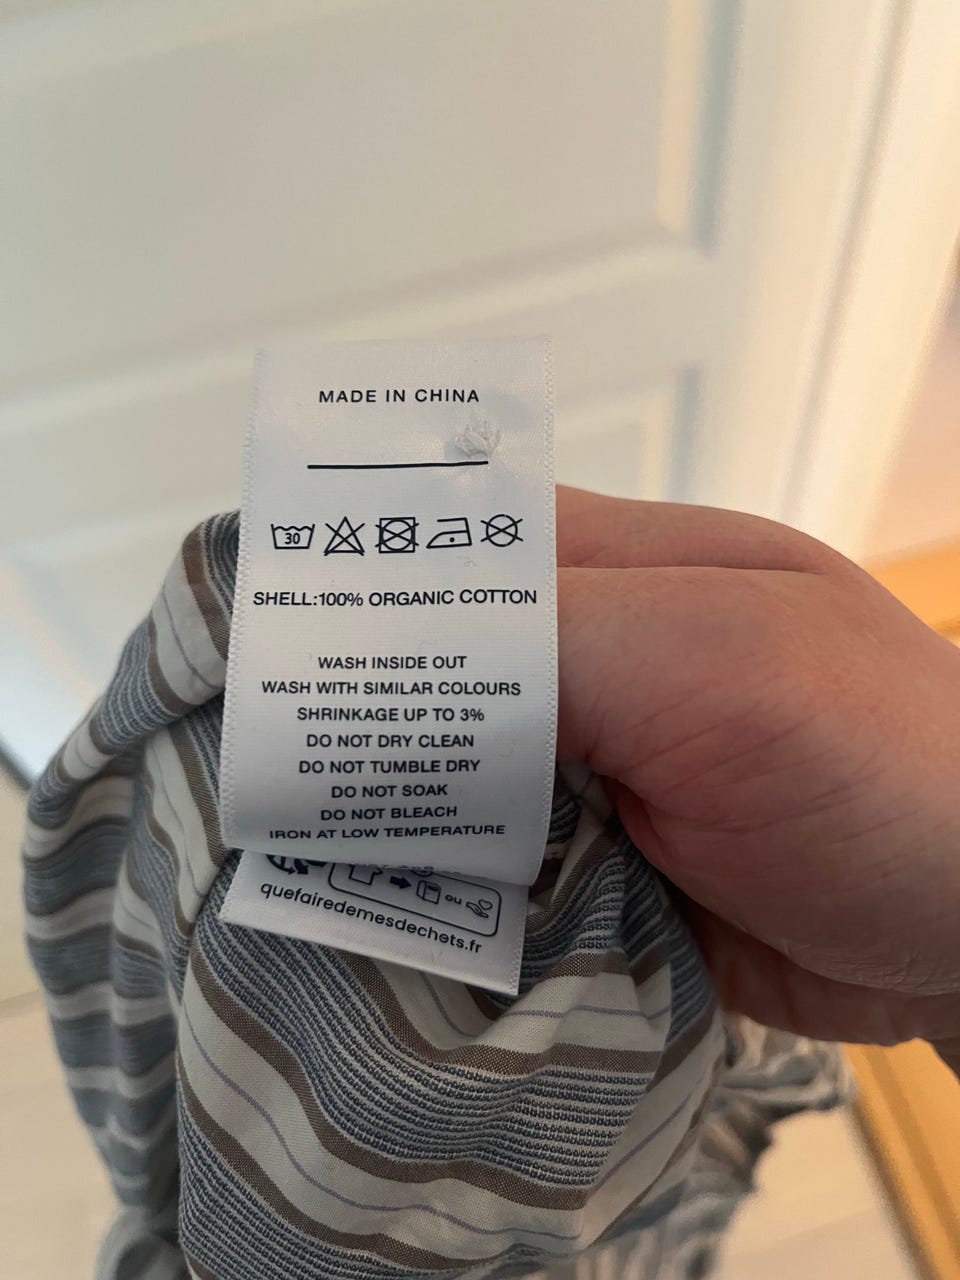 MADE IN CHINA
30
SHELL:100% ORGANIC COTTON
WASH INSIDE OUT
WASH WITH SIMILAR COLOURS
SHRINKAGE UP TO 3%
DO NOT DRY CLEAN
DO NOT TUMBLE DRY
DO NOT SOAK
DO NOT BLEACH
IRON AT LOW TEMPERATURE
OU
quefairedemesdechets.fr